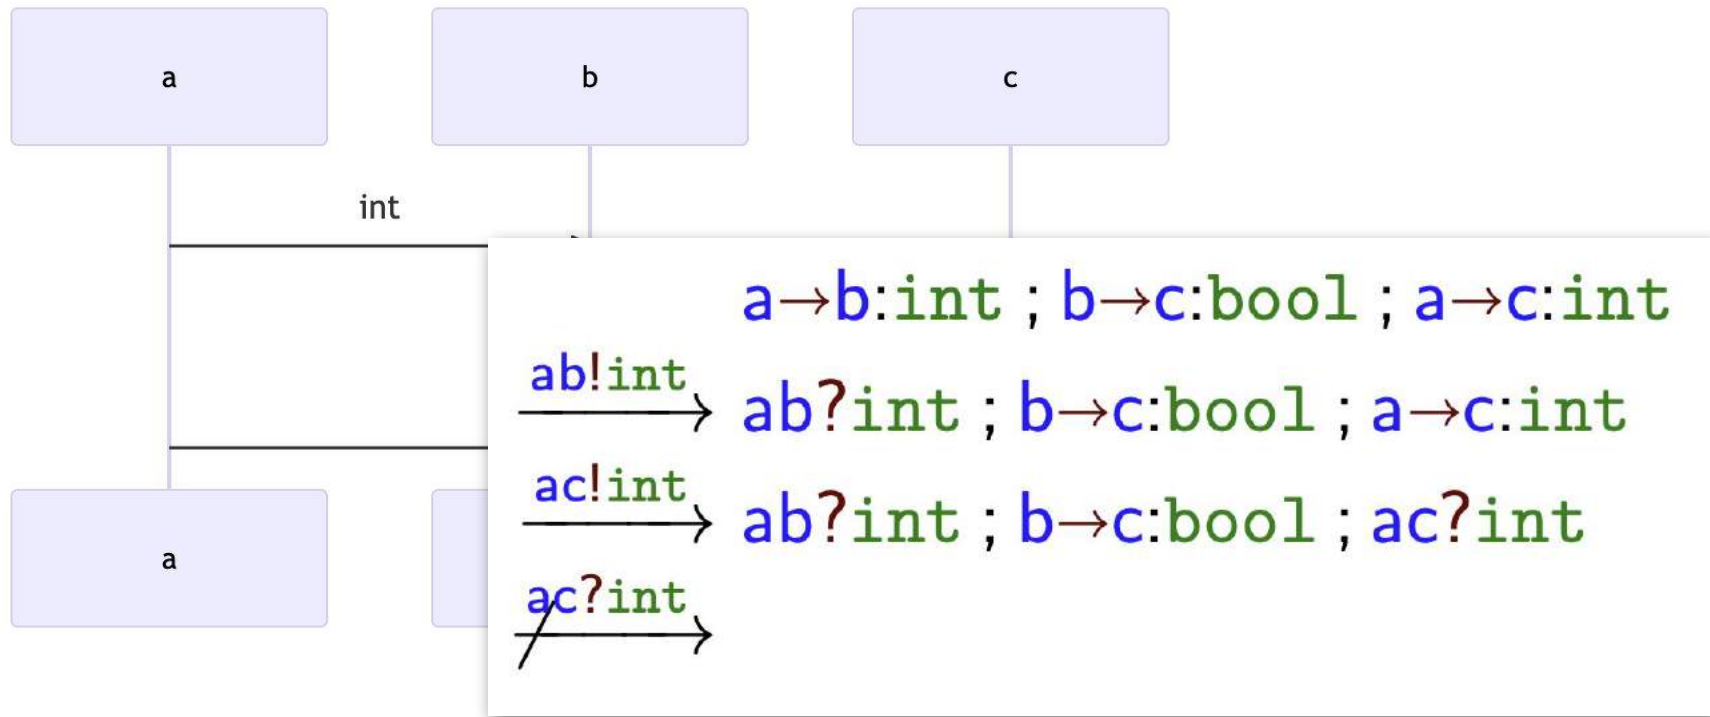 a
b
c
int
a→b:int ; b→c:bool ; a→c:int
ab!int
ab?int ; b→c:bool ; a→c:int
ac!int
ab?int ; b→c:bool ; ac?int
ac?int
a